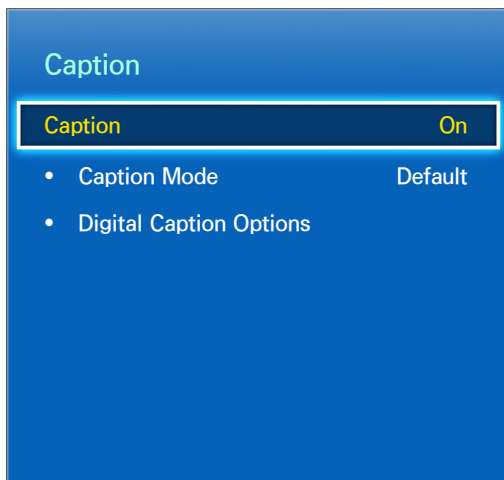 Caption
Caption On
• Caption Mode Default
• Digital Caption Options